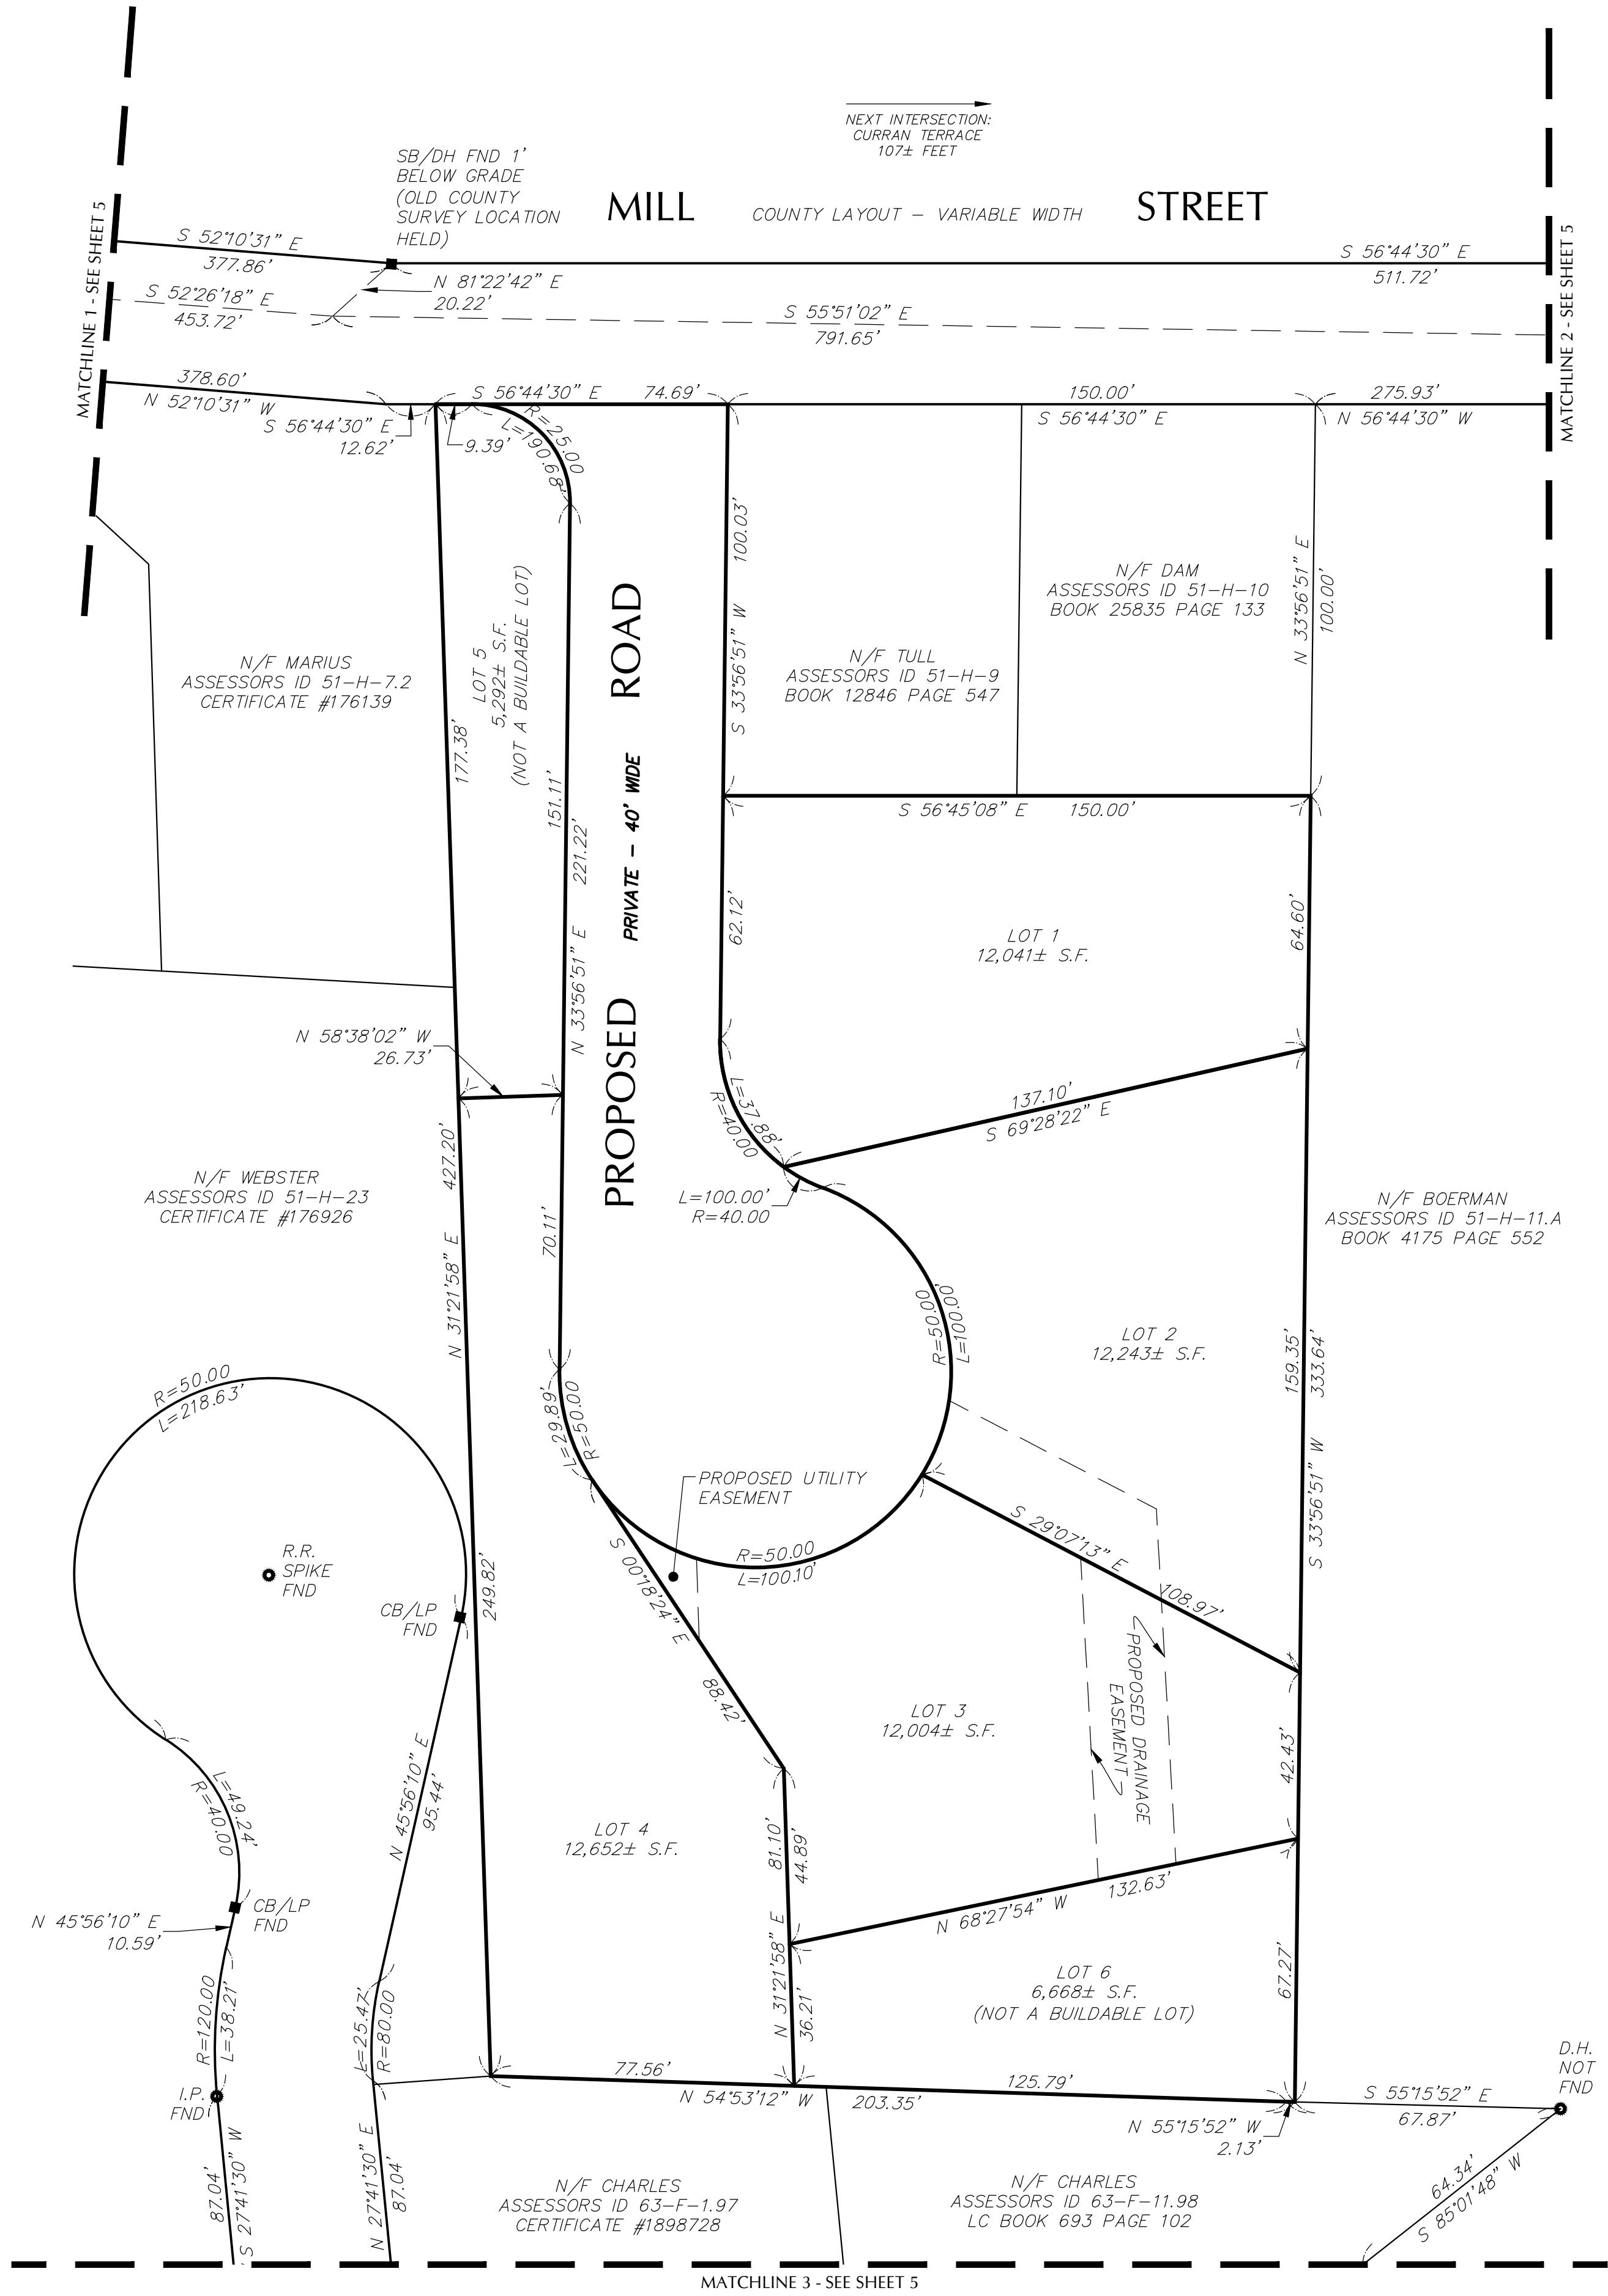 NEXT INTERSECTION:
CURRAN TERRACE
107± FEET
SB/DH FND 1'
BELOW GRADE
(OLD COUNTY
SURVEY LOCATION
HELD)
MILL
COUNTY LAYOUT – VARIABLE WIDTH
STREET
MATCHLINE 1 - SEE SHEET 5
MATCHLINE 2 - SEE SHEET 5
S 52°10'31" E
377.86'
S 56°44'30" E
511.72'
N 81°22'42" E
20.22'
S 52°26'18" E
453.72'
S 55°51'02" E
791.65'
378.60'
N 52°10'31" W
S 56°44'30" E
12.62'
9.39'
S 56°44'30" E 74.69'
150.00'
S 56°44'30" E
275.93'
N 56°44'30" W
R=25.00
L=190.68'
100.03'
S 33°56'51" W
N 33°56'51" E
100.00'
N/F DAM
ASSESSORS ID 51-H-10
BOOK 25835 PAGE 133
N/F TULL
ASSESSORS ID 51-H-9
BOOK 12846 PAGE 547
N/F MARIUS
ASSESSORS ID 51-H-7.2
CERTIFICATE #176139
LOT 5
5,292± S.F.
(NOT A BUILDABLE LOT)
177.38'
151.11'
221.22'
N 33°56'51" E
PROPOSED
PRIVATE – 40' WIDE
ROAD
S 56°45'08" E 150.00'
62.12'
64.60'
LOT 1
12,041± S.F.
N 58°38'02" W
26.73'
L=37.88'
R=40.00
137.10'
S 69°28'22" E
427.20'
N 31°21'58" E
70.11'
L=100.00'
R=40.00
N/F WEBSTER
ASSESSORS ID 51-H-23
CERTIFICATE #176926
N/F BOERMAN
ASSESSORS ID 51-H-11.A
BOOK 4175 PAGE 552
R=50.00
L=100.00'
LOT 2
12,243± S.F.
159.35'
333.64'
S 33°56'51" W
R=50.00
L=218.63'
L=29.89'
R=50.00
PROPOSED UTILITY
EASEMENT
R=50.00
L=100.10'
S 29°07'13" E
108.97'
R.R.
SPIKE
FND
CB/LP
FND
249.82'
S 00°18'24" E
88.42'
PROPOSED DRAINAGE
EASEMENT
LOT 3
12,004± S.F.
42.43'
L=49.24'
R=40.00
N 45°56'10" E
95.44'
LOT 4
12,652± S.F.
81.10'
44.89'
N 31°21'58" E
36.21'
132.63'
N 68°27'54" W
CB/LP
FND
N 45°56'10" E
10.59'
LOT 6
6,668± S.F.
(NOT A BUILDABLE LOT)
67.27'
R=120.00
L=38.21'
L=25.47'
R=80.00
I.P.
FND
77.56'
N 54°53'12" W 203.35'
125.79'
N 55°15'52" W
2.13'
S 55°15'52" E
67.87'
D.H.
NOT
FND
64.34'
S 85°01'48" W
87.04'
S 27°41'30" W
N 27°41'30" E
87.04'
N/F CHARLES
ASSESSORS ID 63-F-1.97
CERTIFICATE #1898728
N/F CHARLES
ASSESSORS ID 63-F-11.98
LC BOOK 693 PAGE 102
MATCHLINE 3 - SEE SHEET 5